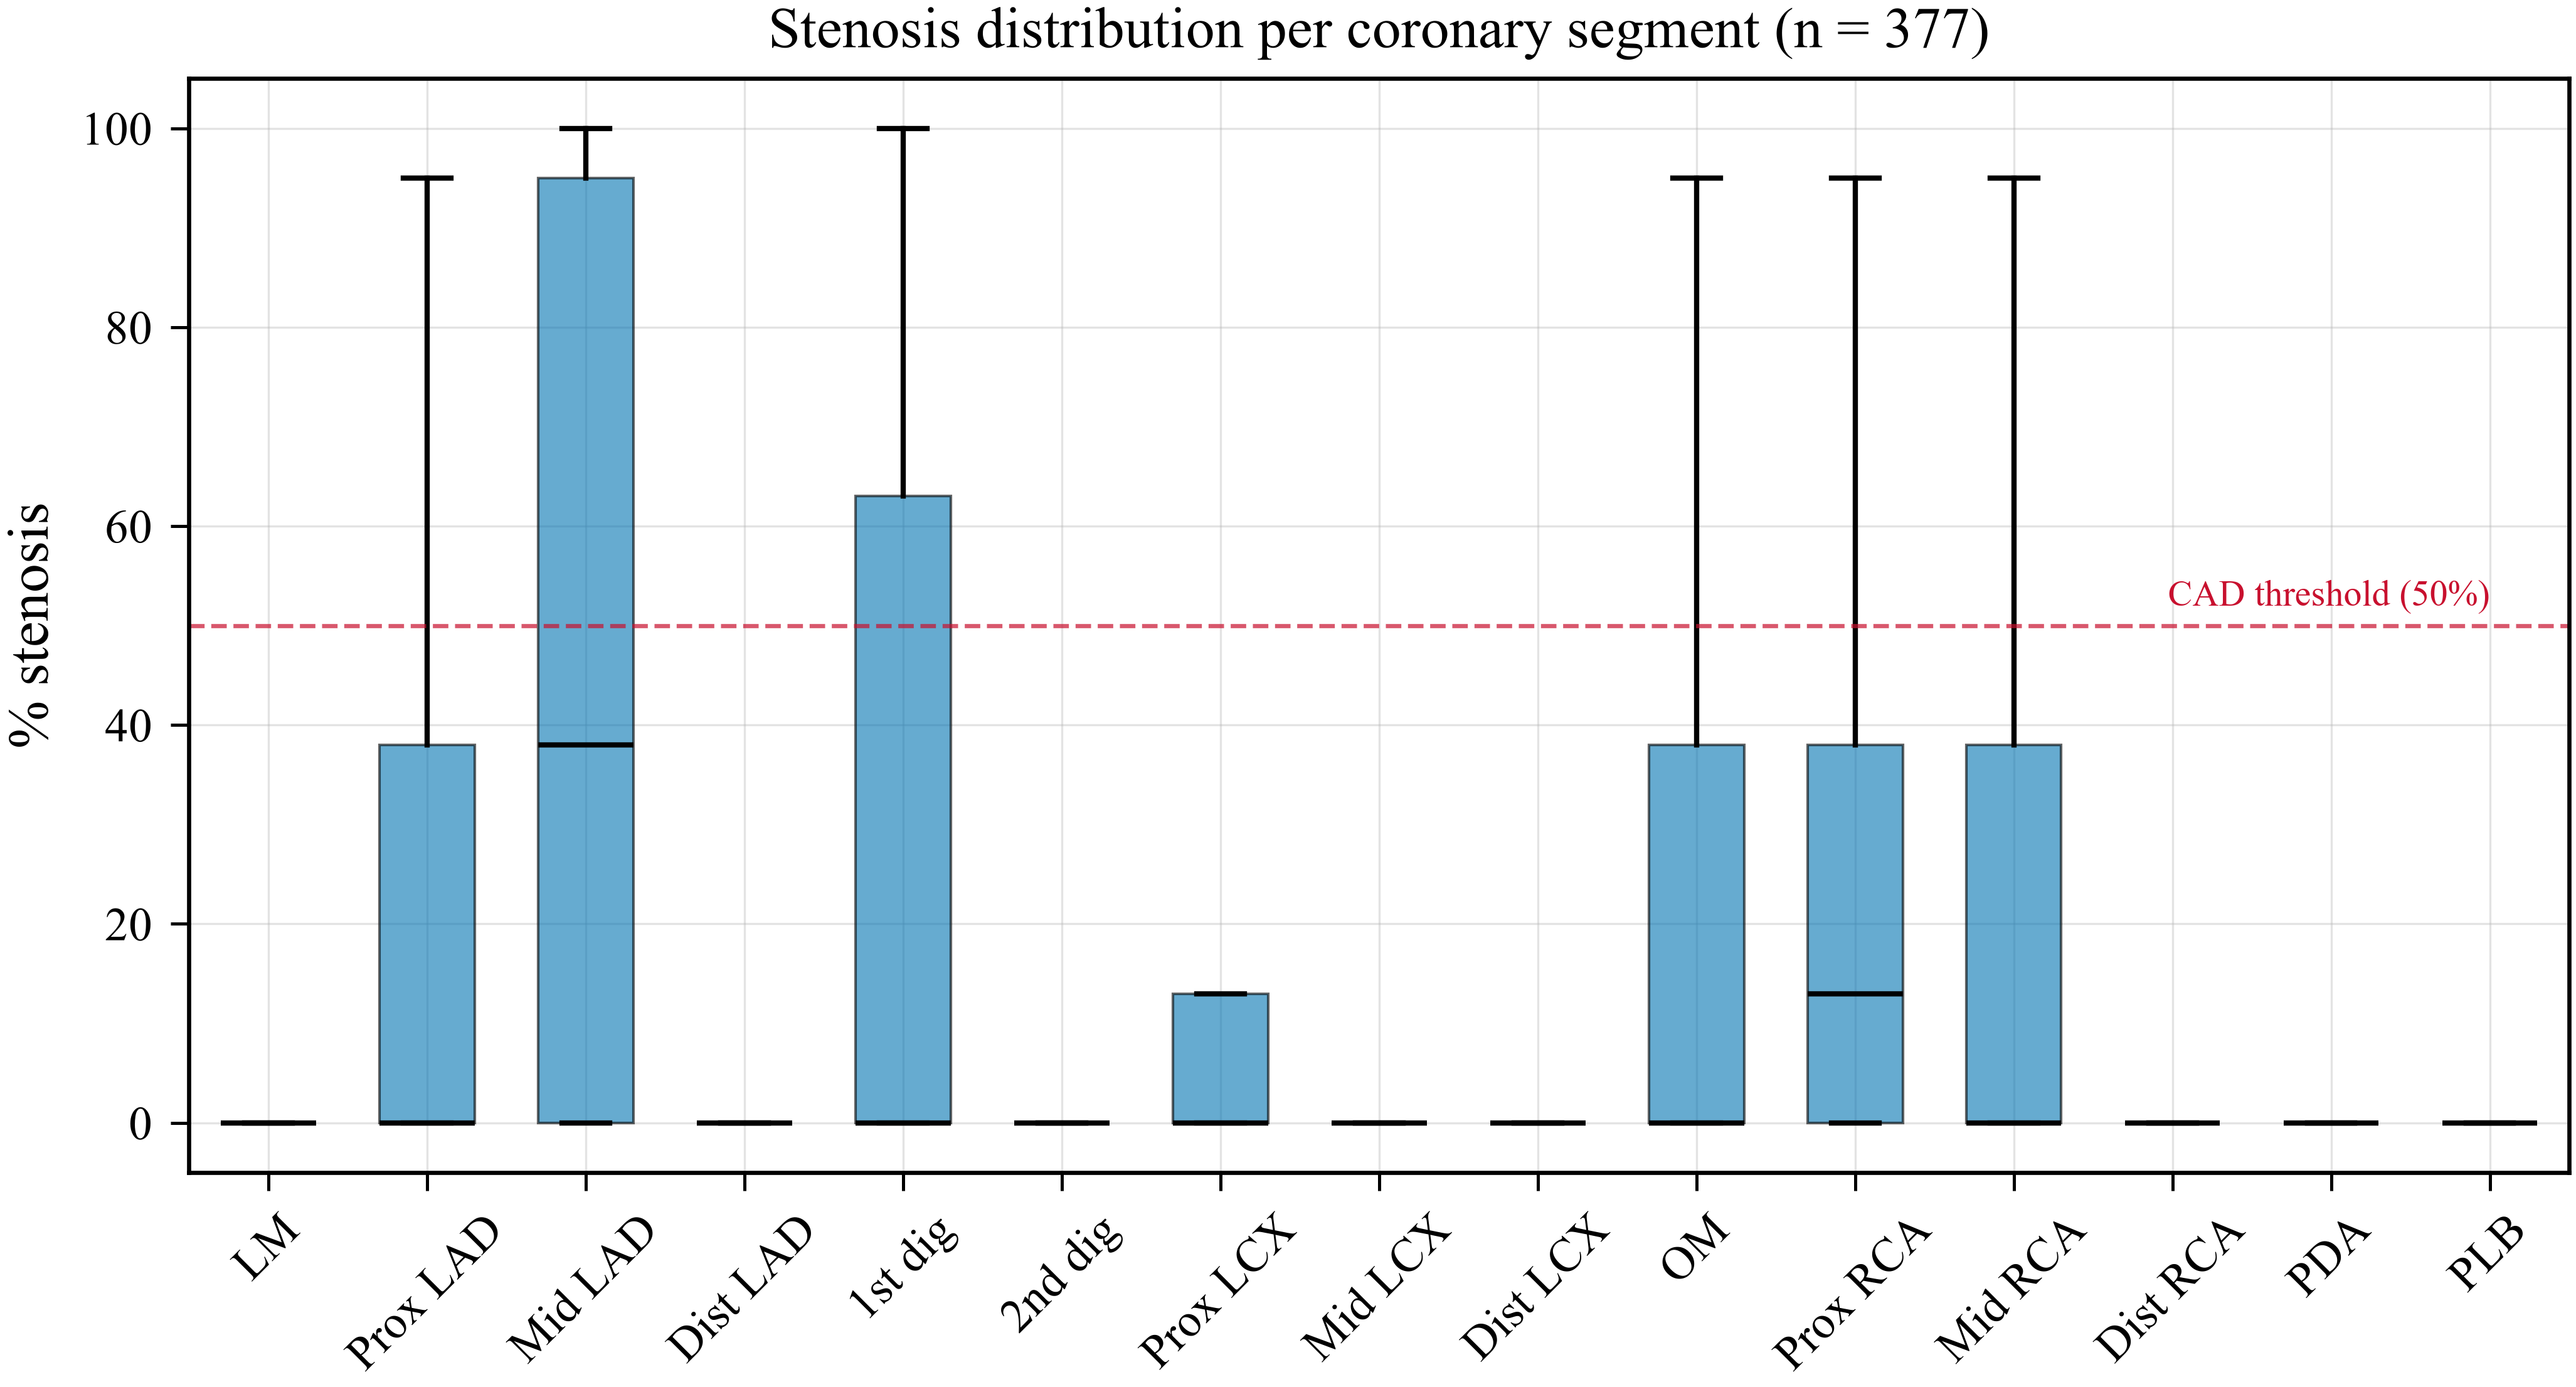 Stenosis distribution per coronary segment (n = 377)
% stenosis
100
80
60
40
20
0
CAD threshold (50%)
LM
Prox LAD
Mid LAD
Dist LAD
1st dig
2nd dig
Prox LCX
Mid LCX
Dist LCX
OM
Prox RCA
Mid RCA
Dist RCA
PDA
PLB